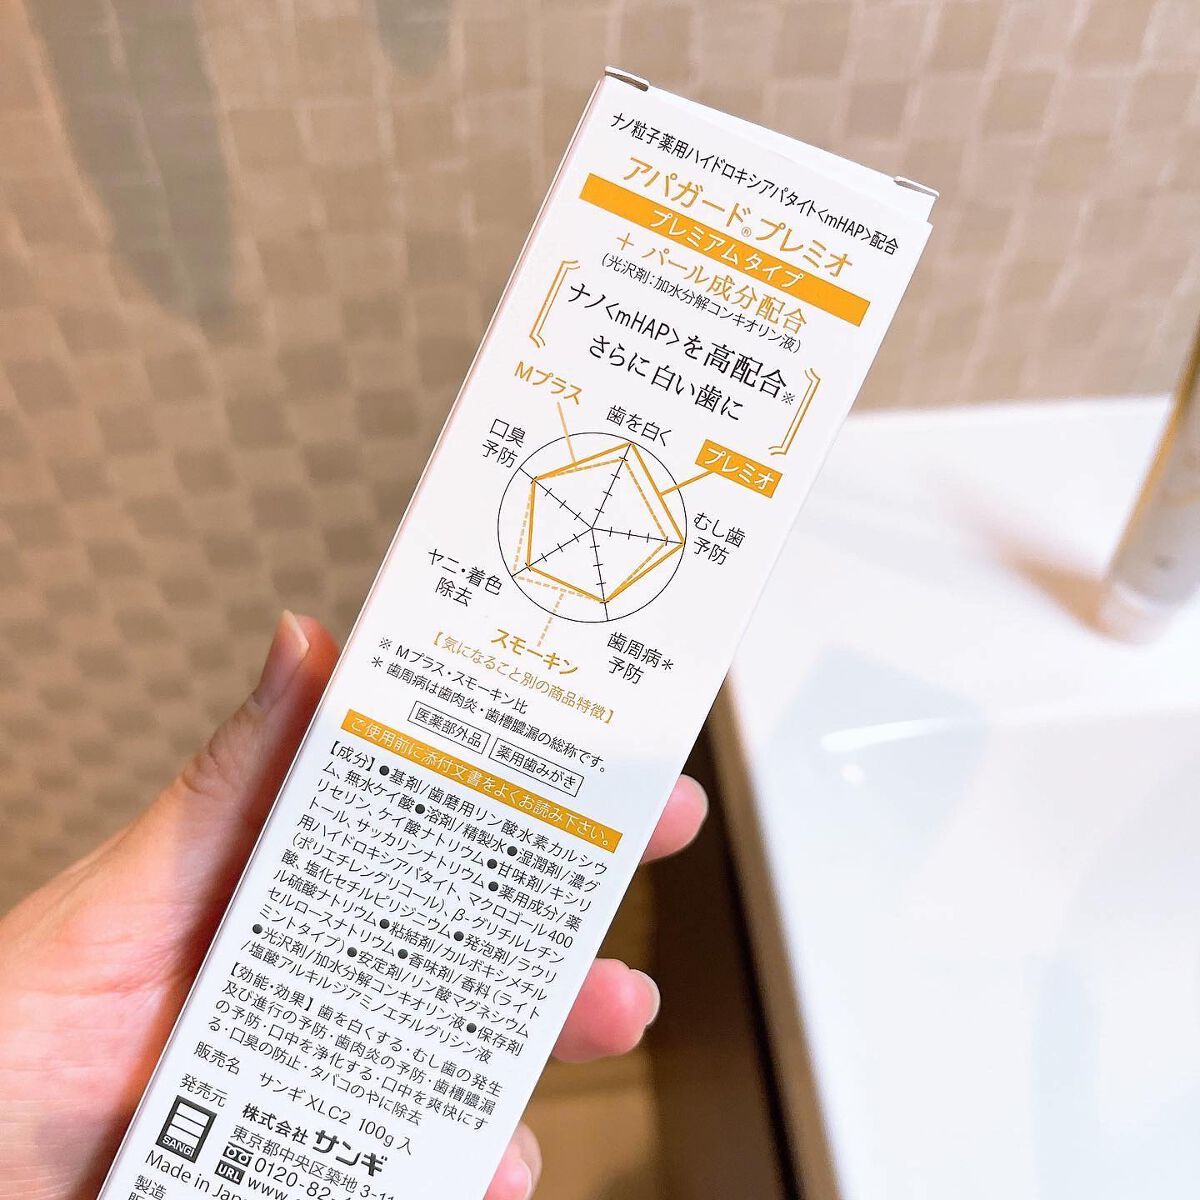 ナノ粒子薬用ハイドロキシアパタイト<mHAP>配合
アパガード®プレミオ
プレミアムタイプ
＋ パール成分配合
(光沢剤:加水分解コンキオリン液)
ナノ<mHAP>を高配合※
さらに白い歯に
Mプラス
歯を白く
口臭
予防
プレミオ
むし歯
予防
ヤニ・着色
除去
歯周病＊
予防
スモーキン
【気になること別の商品特徴】
※ Mプラス・スモーキン比
＊ 歯周病は歯肉炎・歯槽膿漏の総称です。
医薬部外品 薬用歯みがき
ご使用前に添付文書をよくお読み下さい。
【成分】●基剤/歯磨用リン酸水素カルシウ
ム、無水ケイ酸●溶剤/精製水●湿潤剤/濃グ
リセリン、ケイ酸ナトリウム●甘味剤/キシリ
トール、サッカリンナトリウム●薬用成分/薬
用ハイドロキシアパタイト、マクロゴール400
(ポリエチレングリコール)、β-グリチルレチン
酸、塩化セチルピリジニウム●発泡剤/ラウリ
ル硫酸ナトリウム●粘結剤/カルボキシメチル
セルロースナトリウム●香味剤/香料(ライト
ミントタイプ)●安定剤/リン酸マグネシウム
●光沢剤/加水分解コンキオリン液●保存剤
/塩酸アルキルジアミノエチルグリシン液
【効能・効果】歯を白くする・むし歯の発生
及び進行の予防・歯肉炎の予防・歯槽膿漏
の予防・口中を浄化する・口中を爽快にす
る・口臭の防止・タバコのやに除去
販売名 サンギXLC2 100g入
発売元 株式会社 サンギ
SANGI
東京都中央区築地3-11
0120-82-
URL www.
Made in Japa
製造